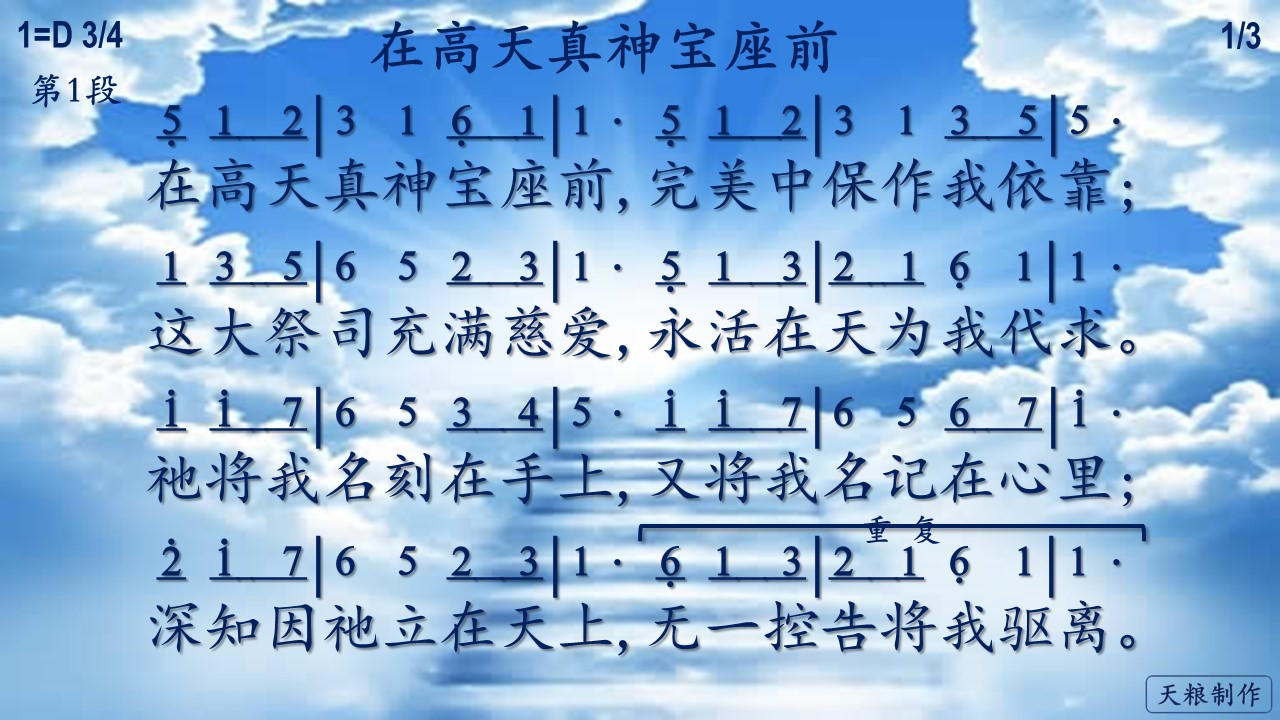 1=D 3/4
在高天真神宝座前
1/3
第1段
5̣ 1 2 | 3 1 6̣ 1 | 1 · 5̣ 1 2 | 3 1 3 5 | 5 ·
在高天真神宝座前,完美中保作我依靠;
1 3 5 | 6 5 2 3 | 1 · 5̣ 1 3 | 2 1 6̣ 1 | 1 ·
这大祭司充满慈爱,永活在天为我代求。
1̇ 1̇ 7 | 6 5 3 4 | 5 · 1̇ 1̇ 7 | 6 5 6 7 | 1̇ ·
祂将我名刻在手上,又将我名记在心里;
重 复
2̇ 1̇ 7 | 6 5 2 3 | 1 · 6̣ 1 3 | 2 1 6̣ 1 | 1 ·
深知因祂立在天上,无一控告将我驱离。
天粮制作